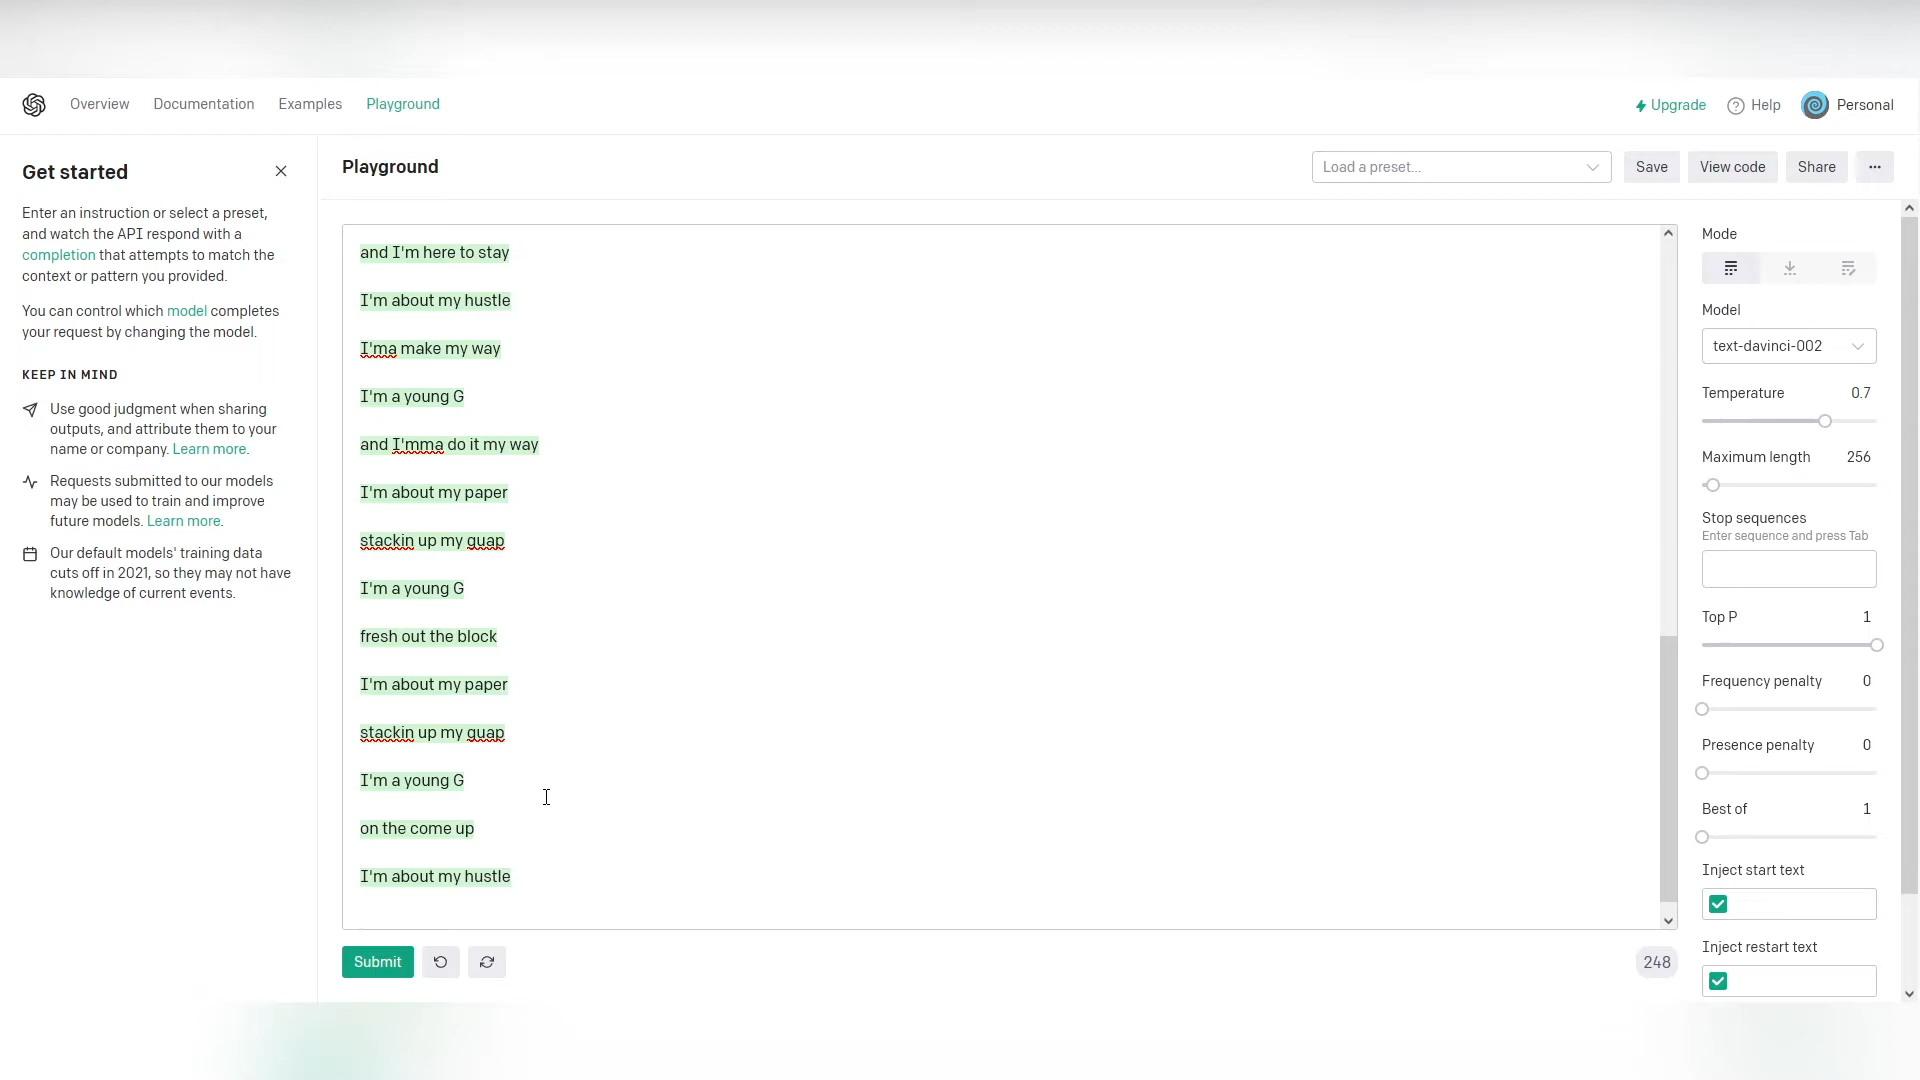 Overview Documentation Examples Playground
Upgrade Help Personal
Get started
Enter an instruction or select a preset,
and watch the API respond with a
completion that attempts to match the
context or pattern you provided.
You can control which model completes
your request by changing the model.
KEEP IN MIND
Use good judgment when sharing
outputs, and attribute them to your
name or company. Learn more.
Requests submitted to our models
may be used to train and improve
future models. Learn more.
Our default models' training data
cuts off in 2021, so they may not have
knowledge of current events.
Playground
Load a preset...
Save
View code
Share
...
and I'm here to stay
I'm about my hustle
I'ma make my way
I'm a young G
and I'mma do it my way
I'm about my paper
stackin up my guap
I'm a young G
fresh out the block
I'm about my paper
stackin up my guap
I'm a young G
on the come up
I'm about my hustle
Submit
248
Mode
Model
text-davinci-002
Temperature 0.7
Maximum length 256
Stop sequences
Enter sequence and press Tab
Top P 1
Frequency penalty 0
Presence penalty 0
Best of 1
Inject start text
Inject restart text